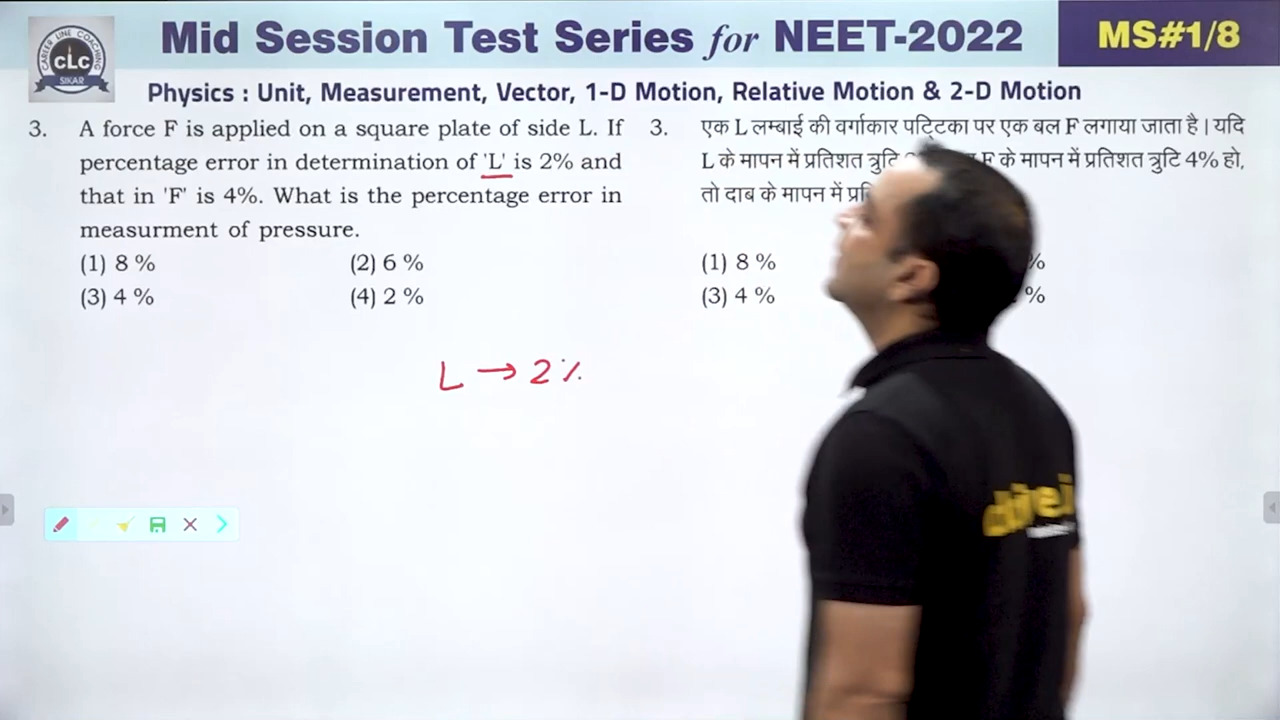 Mid Session Test Series for NEET-2022
MS#1/8
CAREER LINE COACHING
CLC
SIKAR
Physics : Unit, Measurement, Vector, 1-D Motion, Relative Motion & 2-D Motion
3. A force F is applied on a square plate of side L. If
percentage error in determination of 'L' is 2% and
that in 'F' is 4%. What is the percentage error in
measurment of pressure.
(1) 8 % (2) 6 %
(3) 4 % (4) 2 %
3. एक L लम्बाई की वर्गाकार पट्टिका पर एक बल F लगाया जाता है। यदि
L के मापन में प्रतिशत त्रुटि F के मापन में प्रतिशत त्रुटि 4% हो,
तो दाब के मापन में
(1) 8 % %
(3) 4 % %
L → 2%